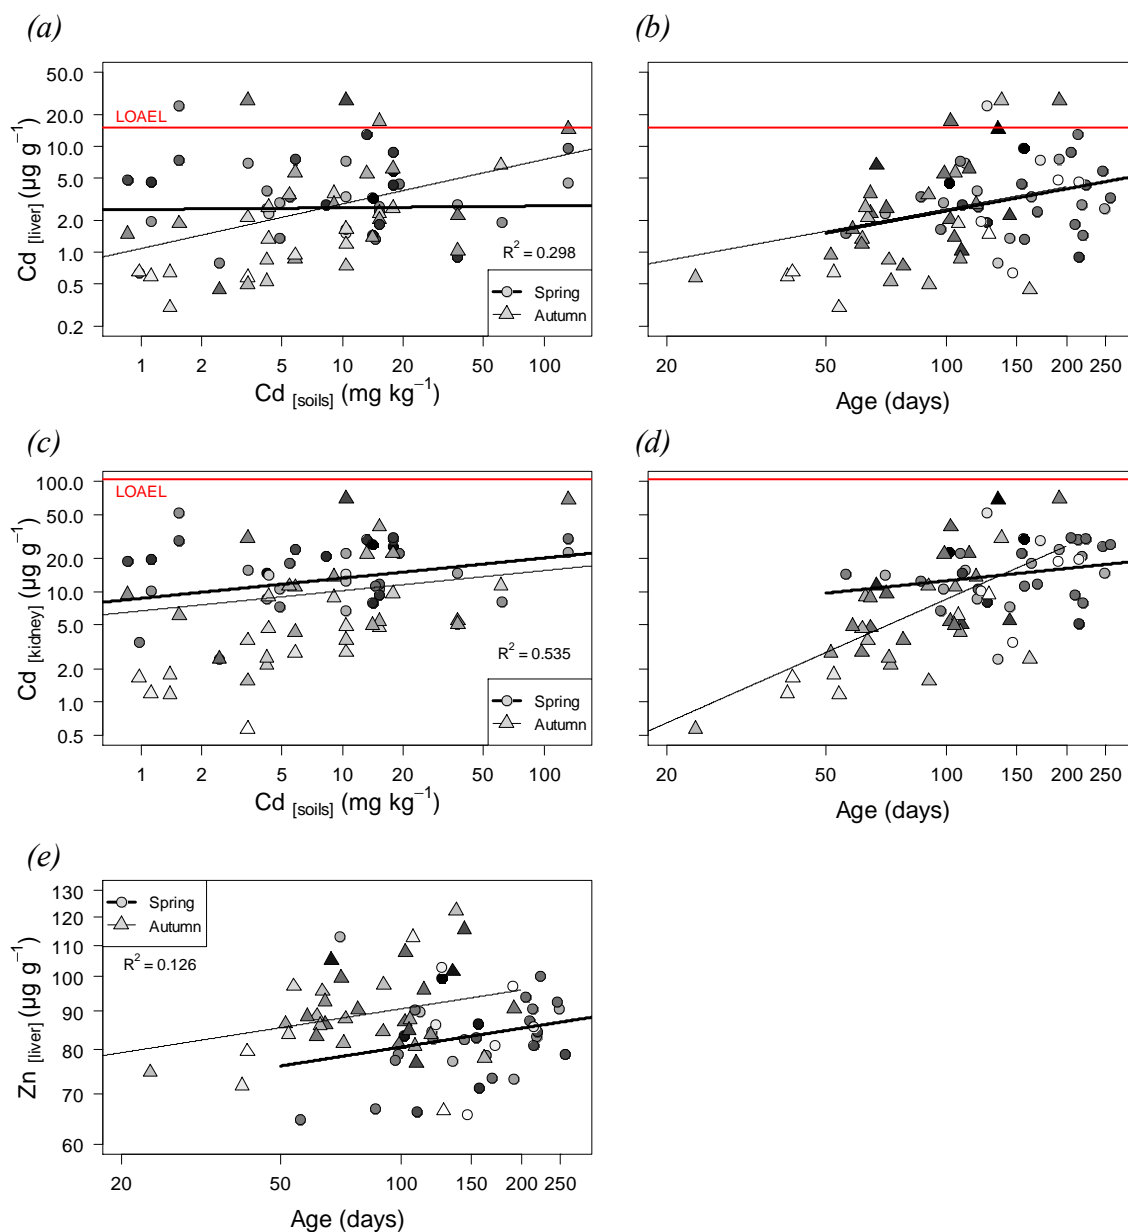 (a)
Cd [liver] (µg g−1)
50.0
20.0
10.0
5.0
2.0
1.0
0.5
0.2
LOAEL
R2 = 0.298
Spring
Autumn
1 2 5 10 20 50 100
Cd [soils] (mg kg−1)
(b)
20 50 100 150 200 250
Age (days)
(c)
Cd [kidney] (µg g−1)
100.0
50.0
20.0
10.0
5.0
2.0
1.0
0.5
LOAEL
R2 = 0.535
Spring
Autumn
1 2 5 10 20 50 100
Cd [soils] (mg kg−1)
(d)
20 50 100 150 200 250
Age (days)
(e)
Zn [liver] (µg g−1)
130
120
110
100
90
80
70
60
Spring
Autumn
R2 = 0.126
20 50 100 150 200 250
Age (days)